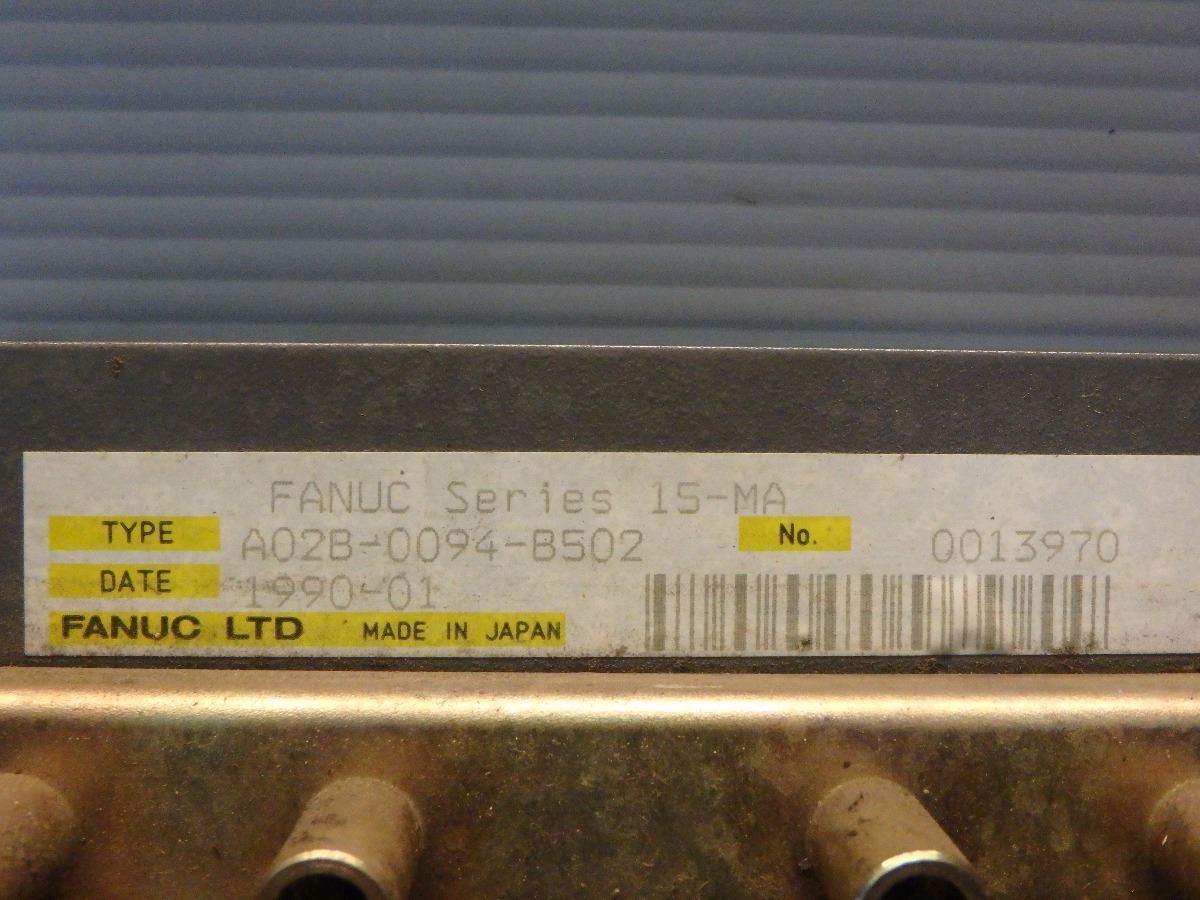 FANUC Series 15-MA
TYPE A02B-0094-B502 No. 0013970
DATE 1990-01
FANUC LTD MADE IN JAPAN